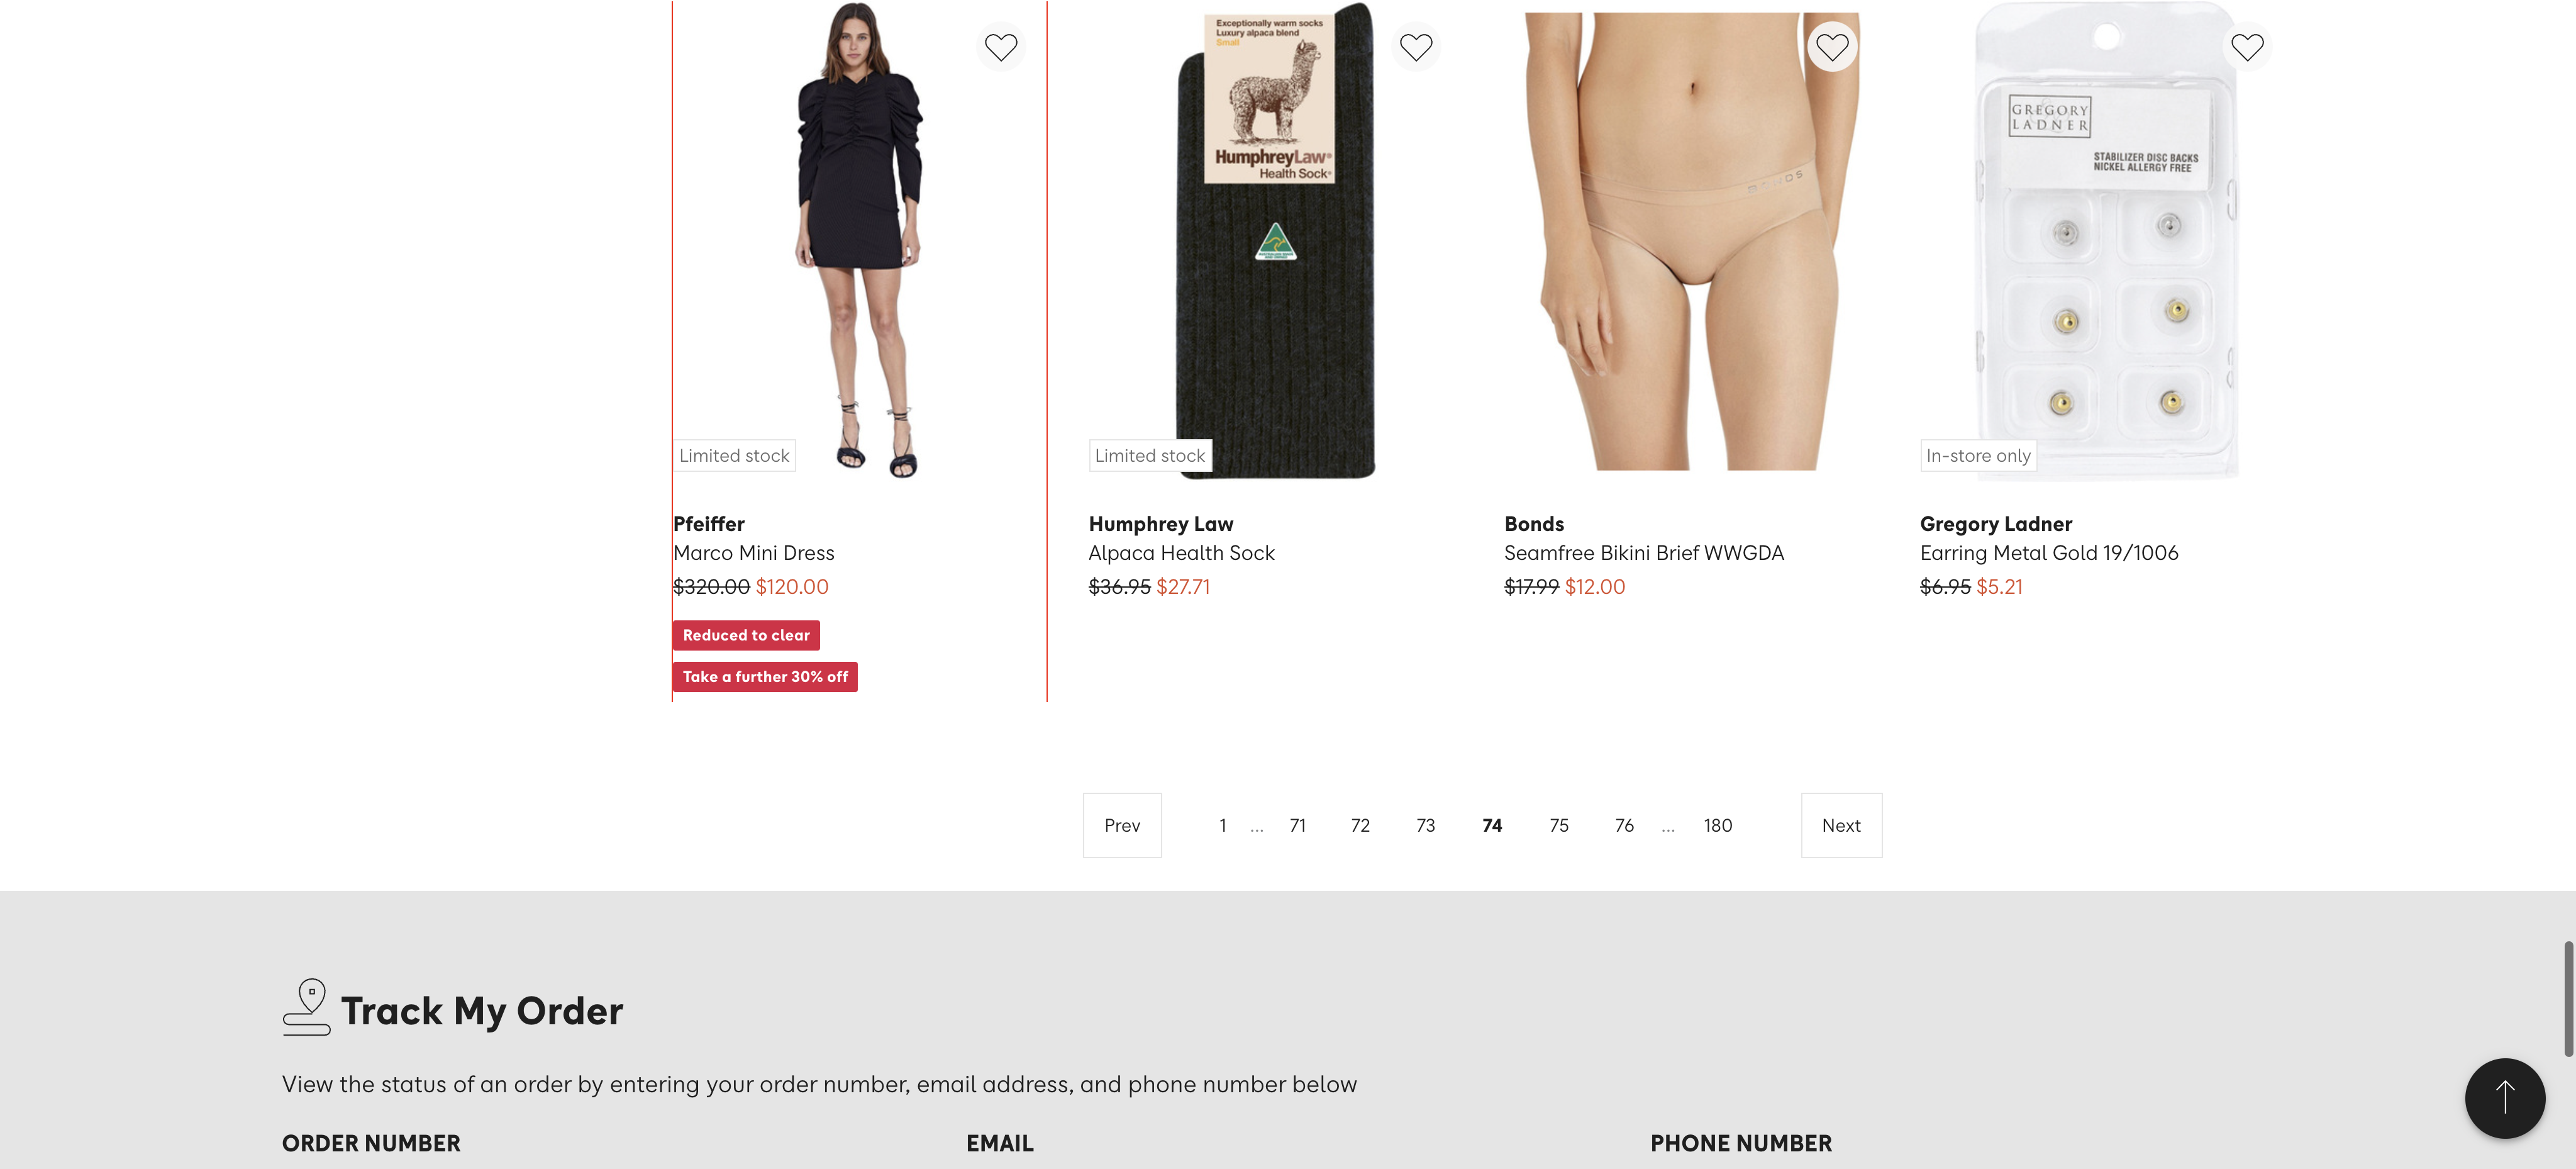 Exceptionally warm socks
Luxury alpaca blend
Small
HumphreyLaw®
Health Sock®
BONDS
GREGORY
LADNER
STABILIZER DISC BACKS
NICKEL ALLERGY FREE
Limited stock
Limited stock
In-store only
Pfeiffer
Marco Mini Dress
$320.00 $120.00
Reduced to clear
Take a further 30% off
Humphrey Law
Alpaca Health Sock
$36.95 $27.71
Bonds
Seamfree Bikini Brief WWGDA
$17.99 $12.00
Gregory Ladner
Earring Metal Gold 19/1006
$6.95 $5.21
Prev 1 ... 71 72 73 74 75 76 ... 180 Next
Track My Order
View the status of an order by entering your order number, email address, and phone number below
ORDER NUMBER
EMAIL
PHONE NUMBER